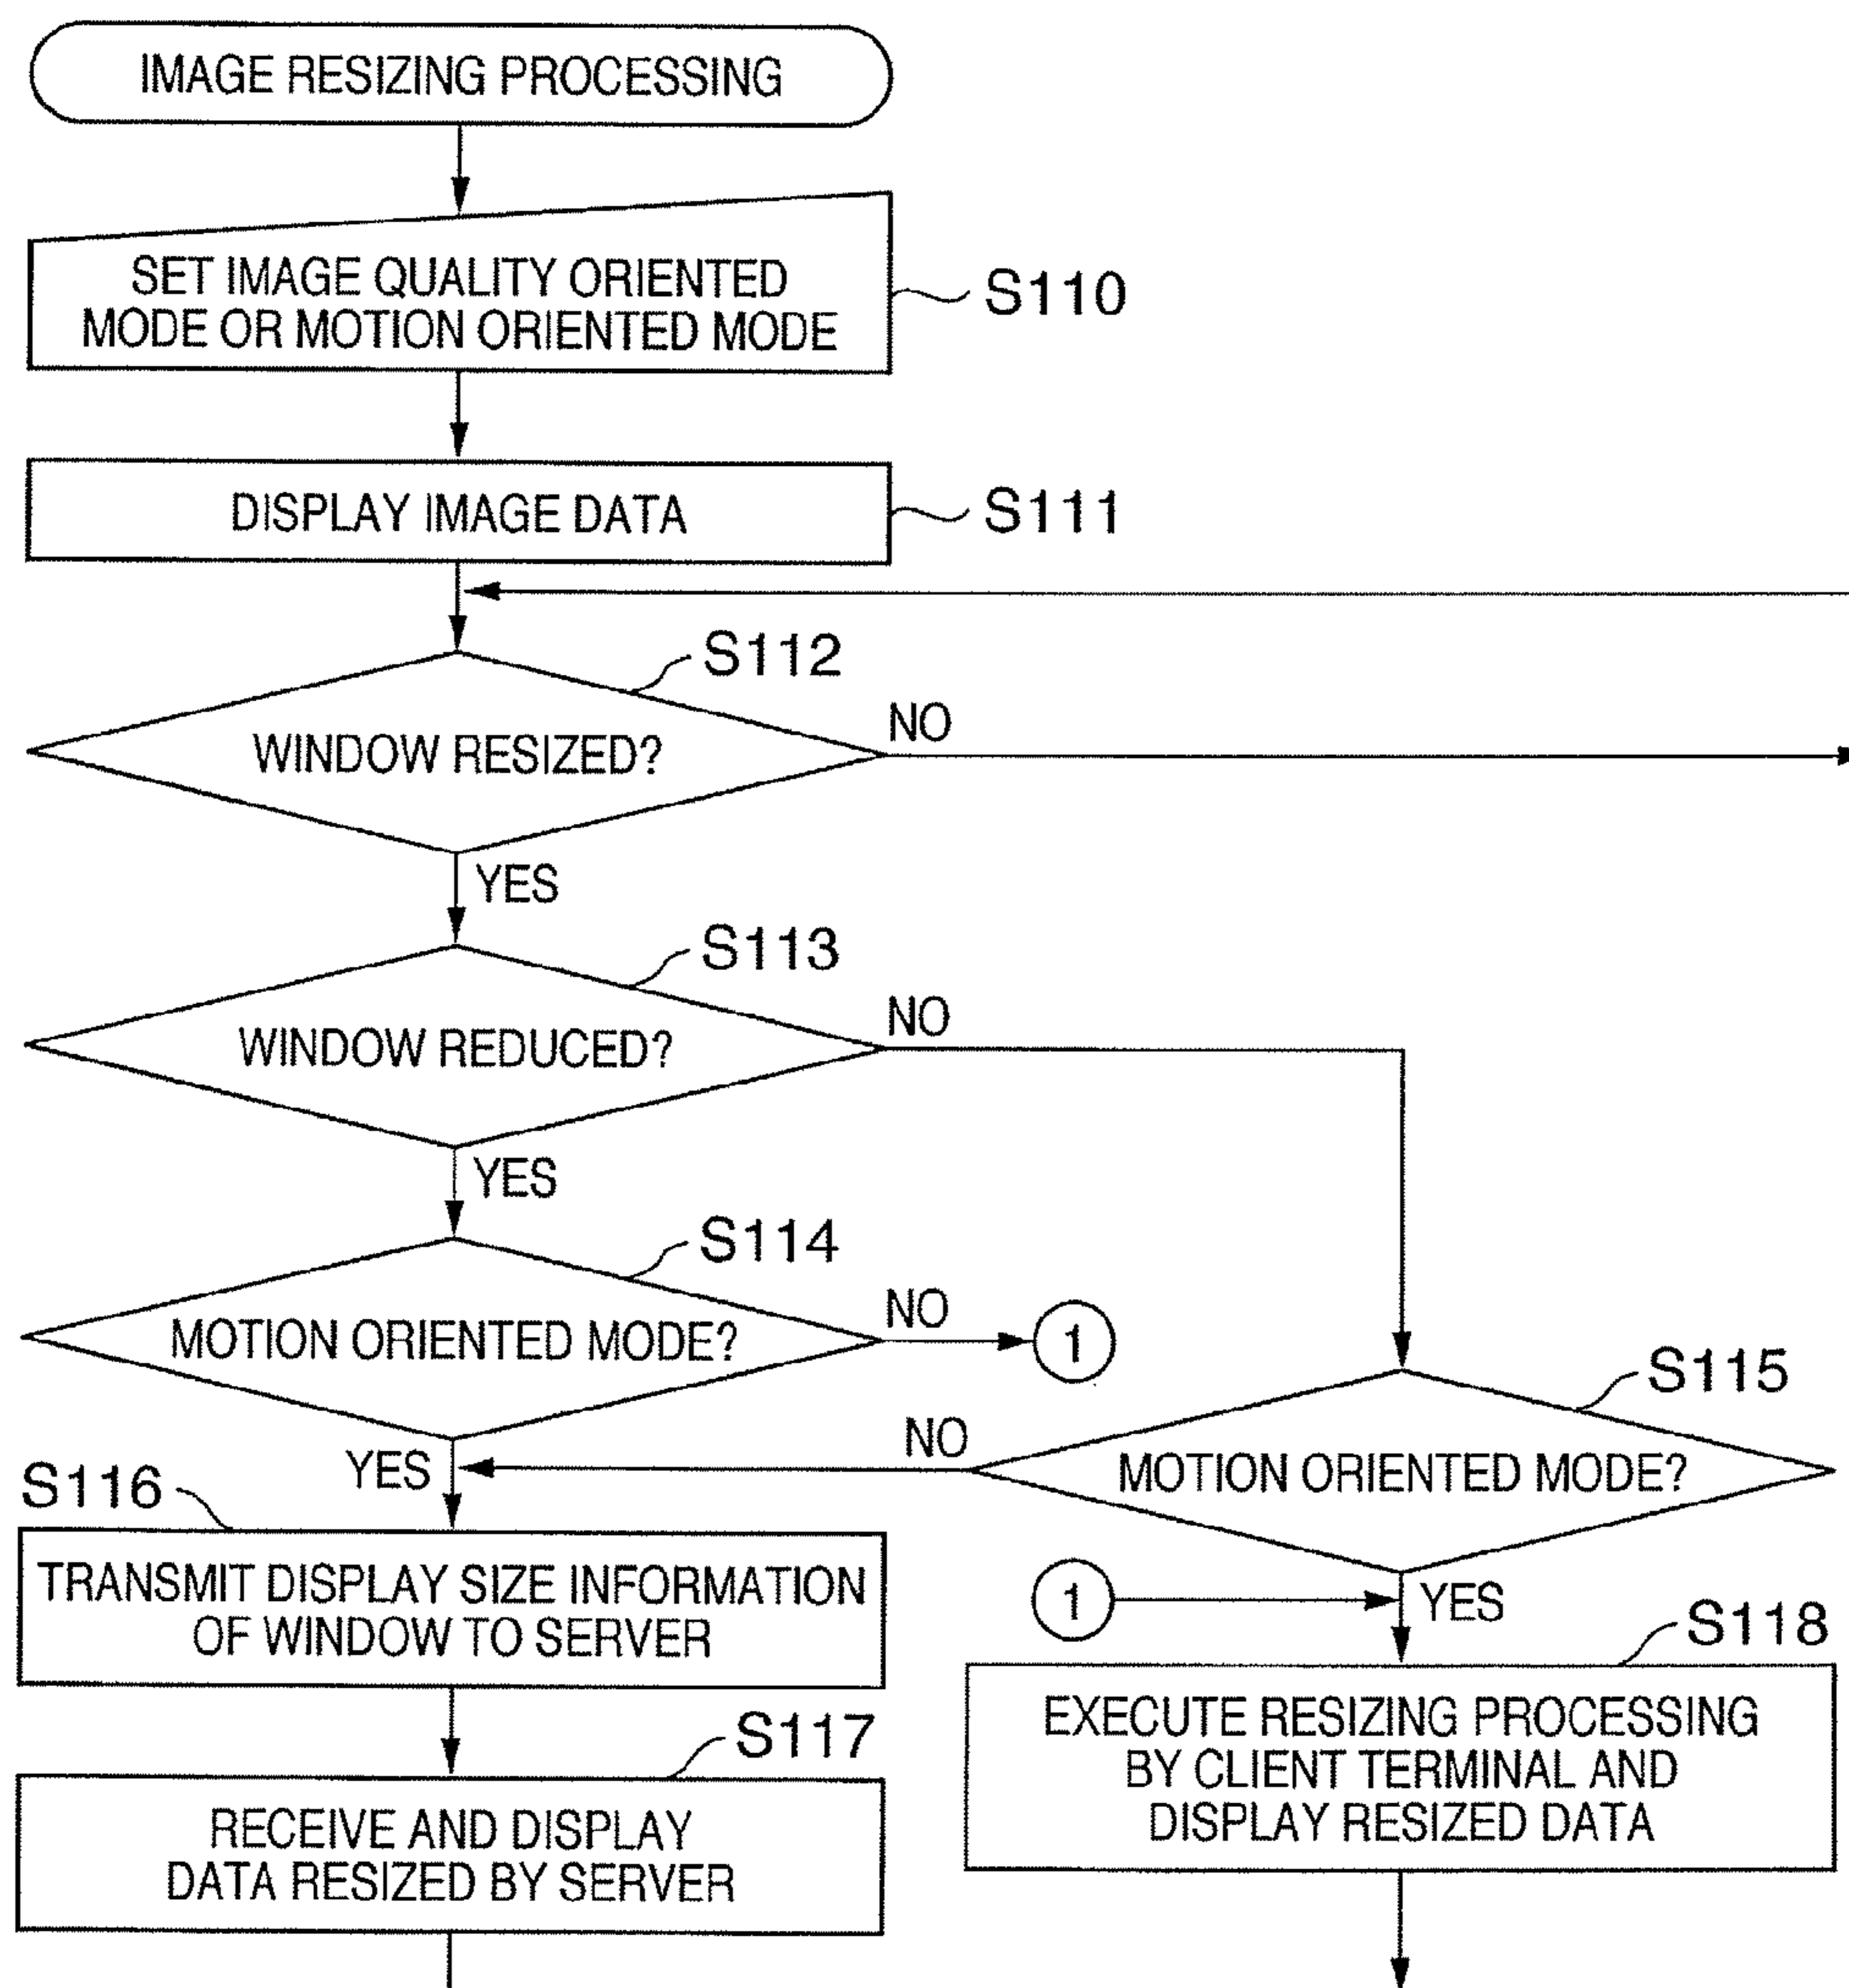 IMAGE RESIZING PROCESSING
SET IMAGE QUALITY ORIENTED
MODE OR MOTION ORIENTED MODE
S110
DISPLAY IMAGE DATA
S111
S112
WINDOW RESIZED?
NO
YES
S113
WINDOW REDUCED?
NO
YES
S114
MOTION ORIENTED MODE?
NO
1
S115
MOTION ORIENTED MODE?
NO
YES
S116
TRANSMIT DISPLAY SIZE INFORMATION
OF WINDOW TO SERVER
1
YES
S118
EXECUTE RESIZING PROCESSING
BY CLIENT TERMINAL AND
DISPLAY RESIZED DATA
S117
RECEIVE AND DISPLAY
DATA RESIZED BY SERVER